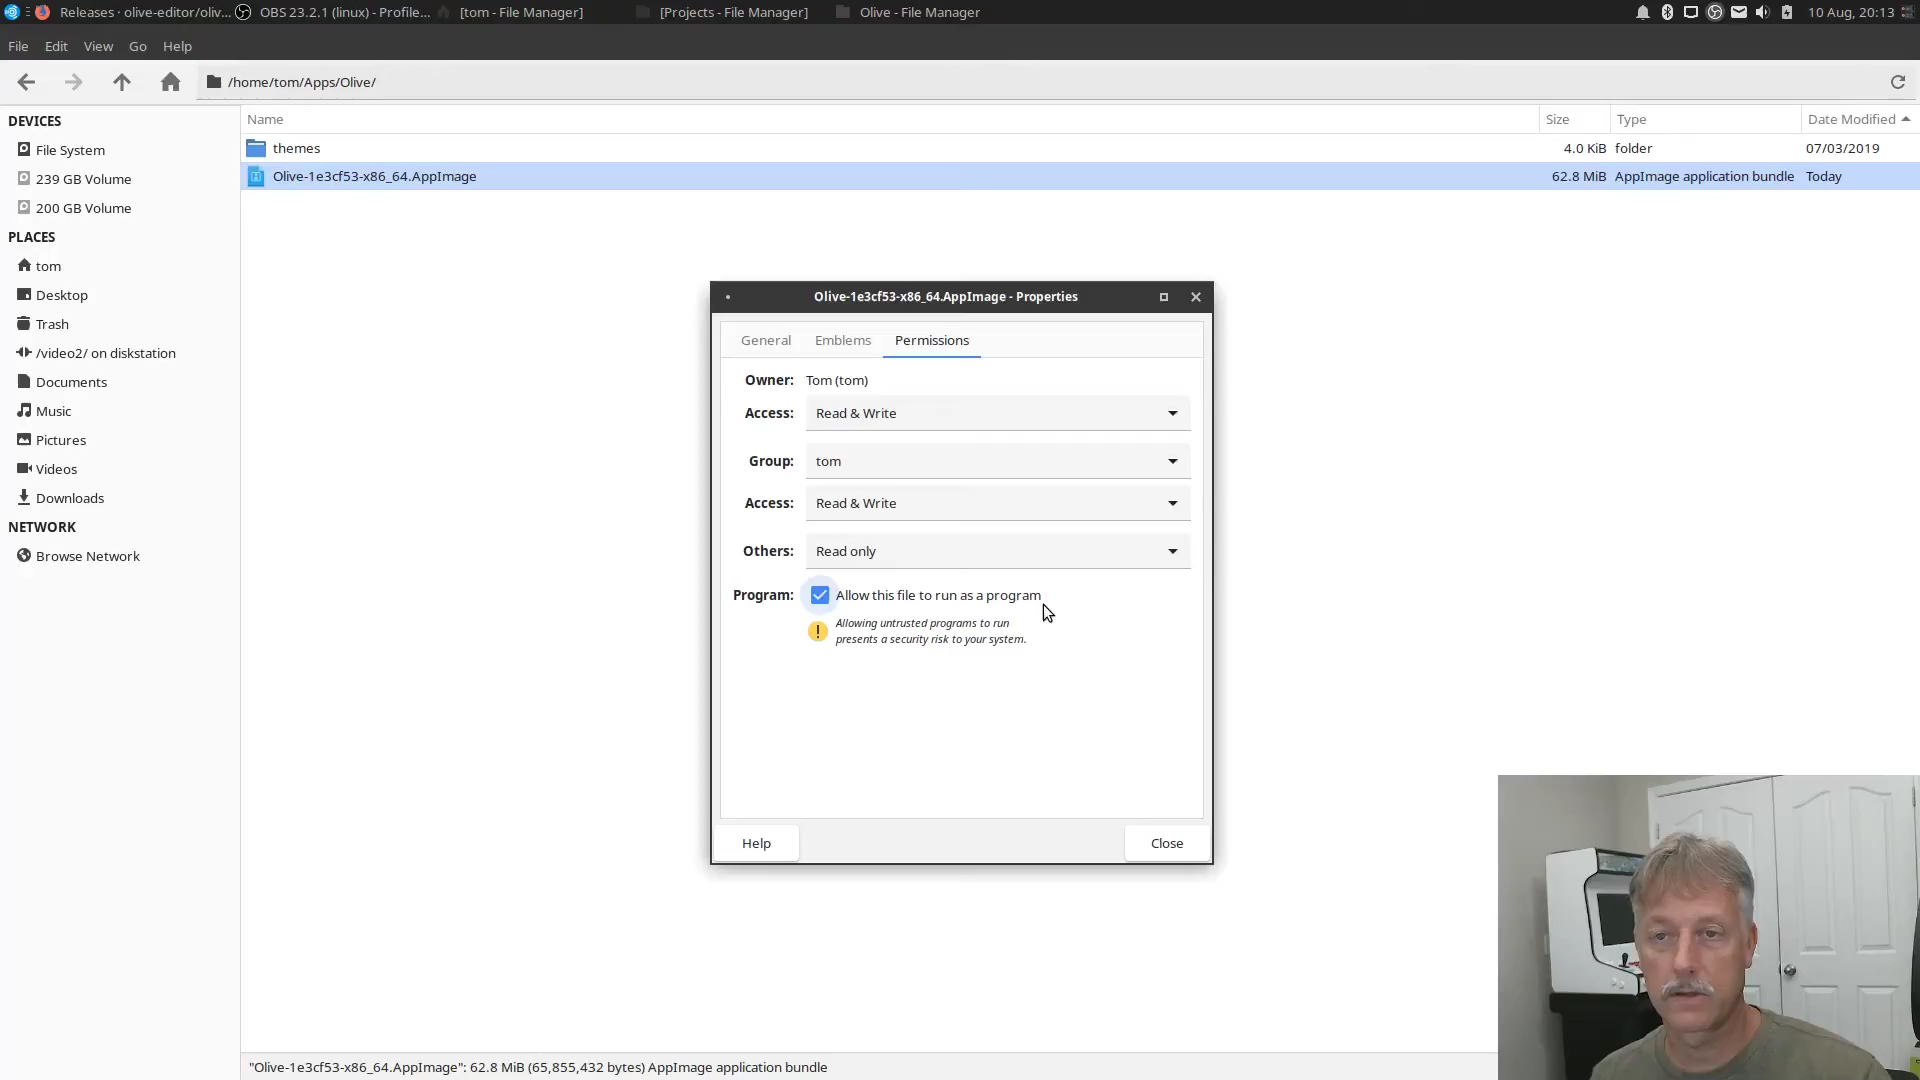 Releases · olive-editor/oliv... OBS 23.2.1 (linux) - Profile... [tom - File Manager] [Projects - File Manager] Olive - File Manager 10 Aug, 20:13
File Edit View Go Help
/home/tom/Apps/Olive/
DEVICES
File System
239 GB Volume
200 GB Volume
PLACES
tom
Desktop
Trash
/video2/ on diskstation
Documents
Music
Pictures
Videos
Downloads
NETWORK
Browse Network
Name Size Type Date Modified
themes 4.0 KiB folder 07/03/2019
Olive-1e3cf53-x86_64.AppImage 62.8 MiB AppImage application bundle Today
Olive-1e3cf53-x86_64.AppImage - Properties
General Emblems Permissions
Owner: Tom (tom)
Access: Read & Write
Group: tom
Access: Read & Write
Others: Read only
Program: Allow this file to run as a program
Allowing untrusted programs to run
presents a security risk to your system.
Help Close
"Olive-1e3cf53-x86_64.AppImage": 62.8 MiB (65,855,432 bytes) AppImage application bundle